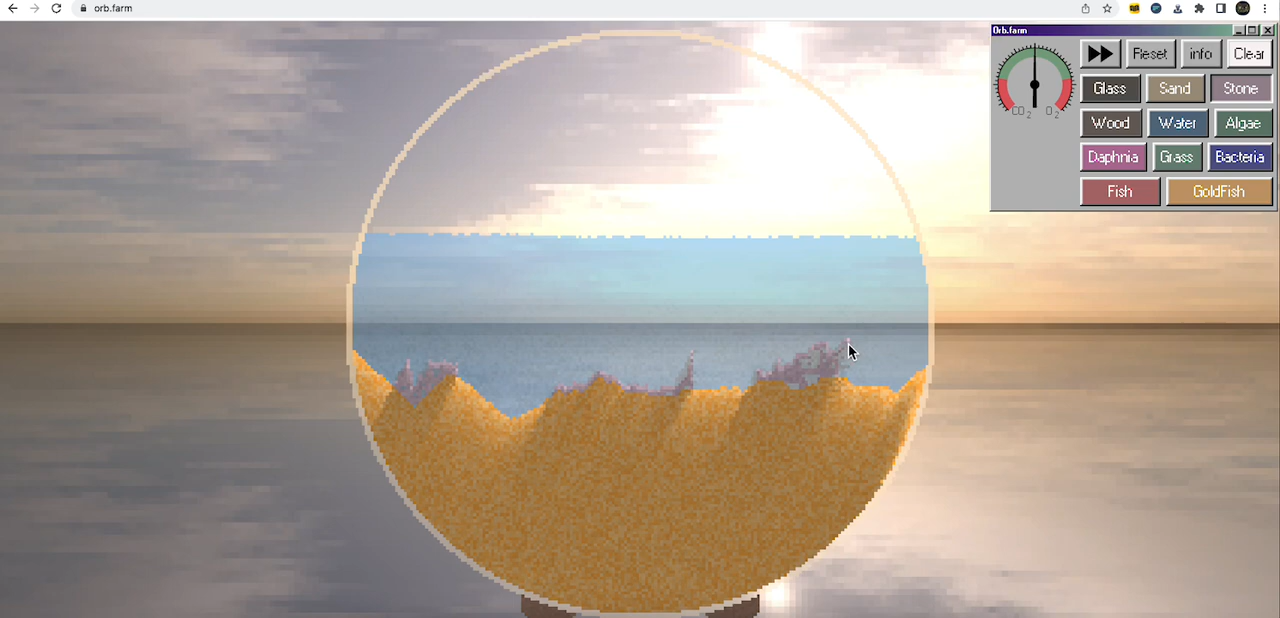 orb.farm
Orb.farm
Reset info Clear
CO2 O2
Glass Sand Stone
Wood Water Algae
Daphnia Grass Bacteria
Fish GoldFish